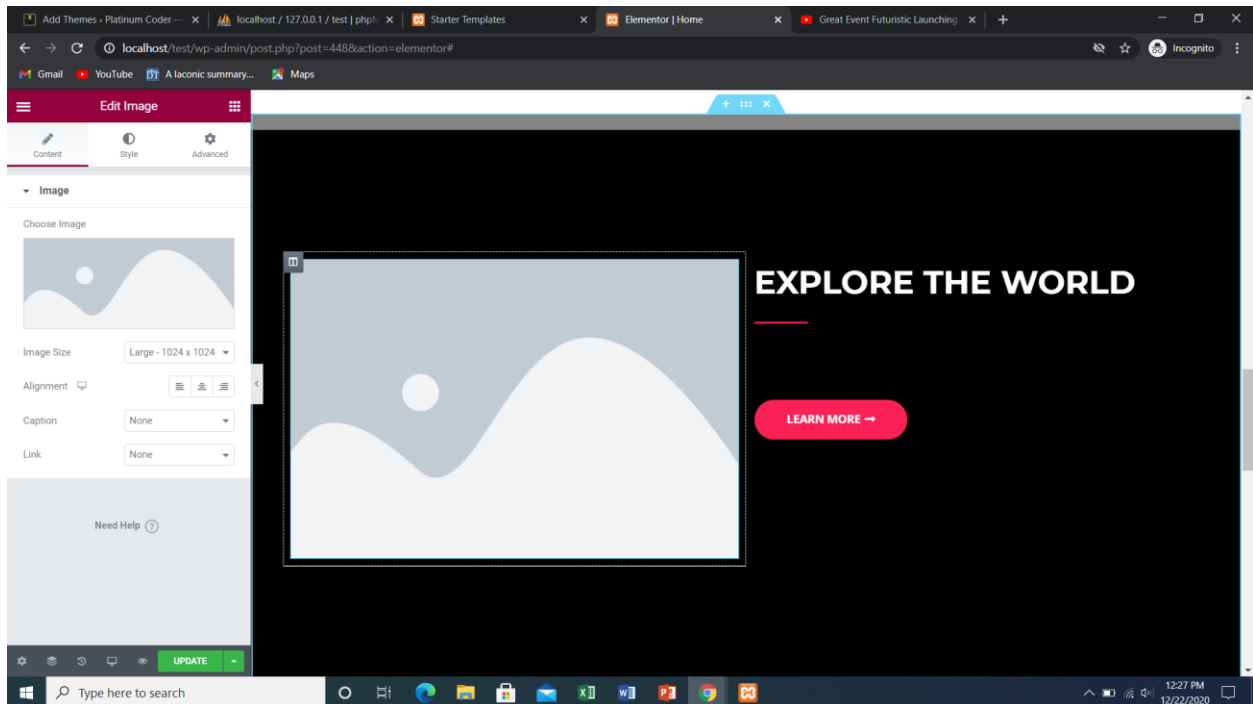 Add Themes ‹ Platinum Coder —
localhost / 127.0.0.1 / test | phpM
Starter Templates
Elementor | Home
Great Event Futuristic Launching
localhost/test/wp-admin/post.php?post=448&action=elementor#
Incognito
Gmail
YouTube
A laconic summary...
Maps
Edit Image
Content
Style
Advanced
Image
Choose Image
Image Size
Large - 1024 x 1024
Alignment
Caption
None
Link
None
Need Help
UPDATE
EXPLORE THE WORLD
LEARN MORE →
Type here to search
12:27 PM
12/22/2020